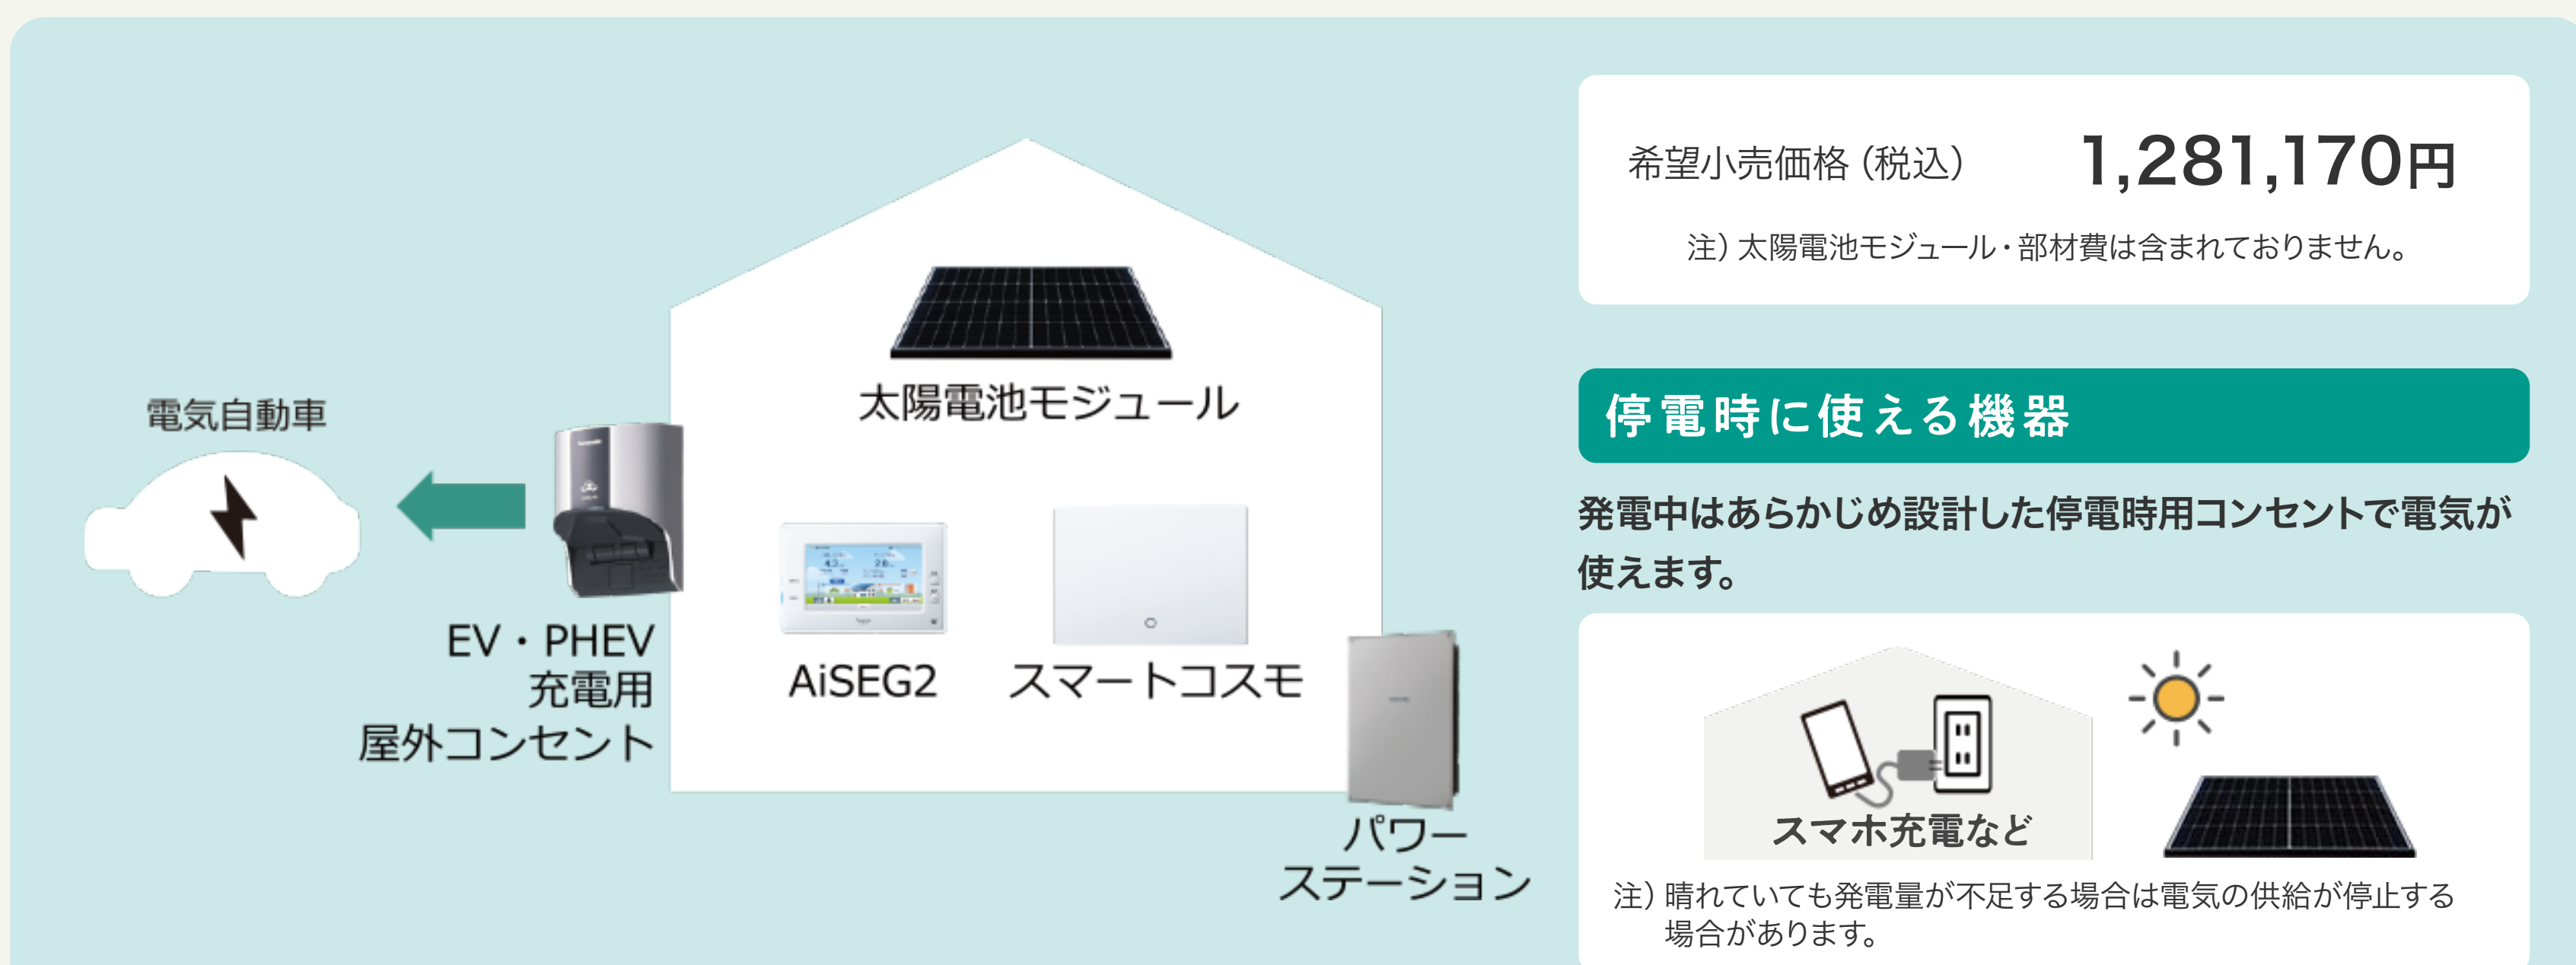 希望小売価格（税込） 1,281,170円
注）太陽電池モジュール・部材費は含まれておりません。
太陽電池モジュール
電気自動車
EV・PHEV
充電用
屋外コンセント
AiSEG2
スマートコスモ
パワー
ステーション
停電時に使える機器
発電中はあらかじめ設計した停電時用コンセントで電気が
使えます。
スマホ充電など
注）晴れていても発電量が不足する場合は電気の供給が停止する
場合があります。